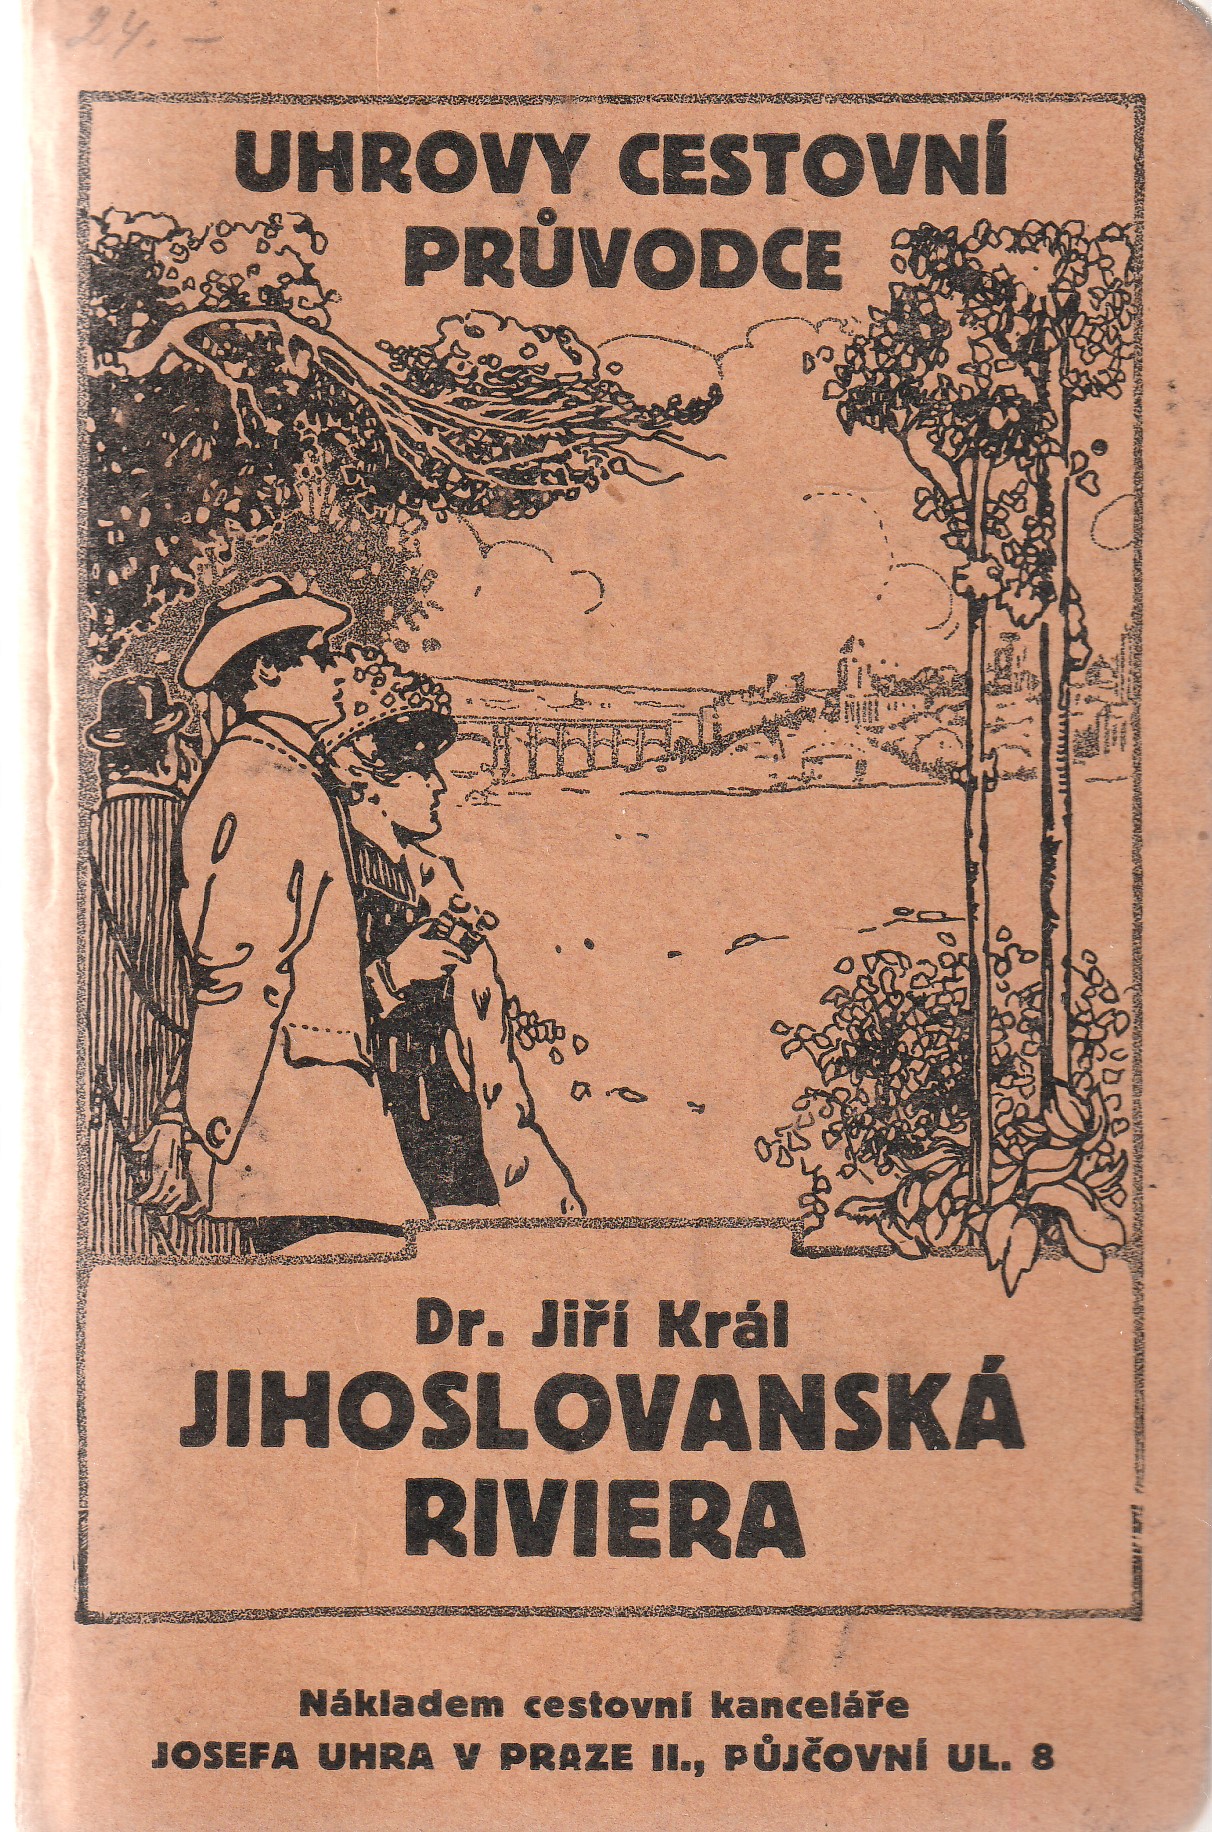 24.-
UHROVY CESTOVNÍ
PRŮVODCE
Dr. Jiří Král
JIHOSLOVANSKÁ
RIVIERA
Nákladem cestovní kanceláře
JOSEFA UHRA V PRAZE II., PŮJČOVNÍ UL. 8